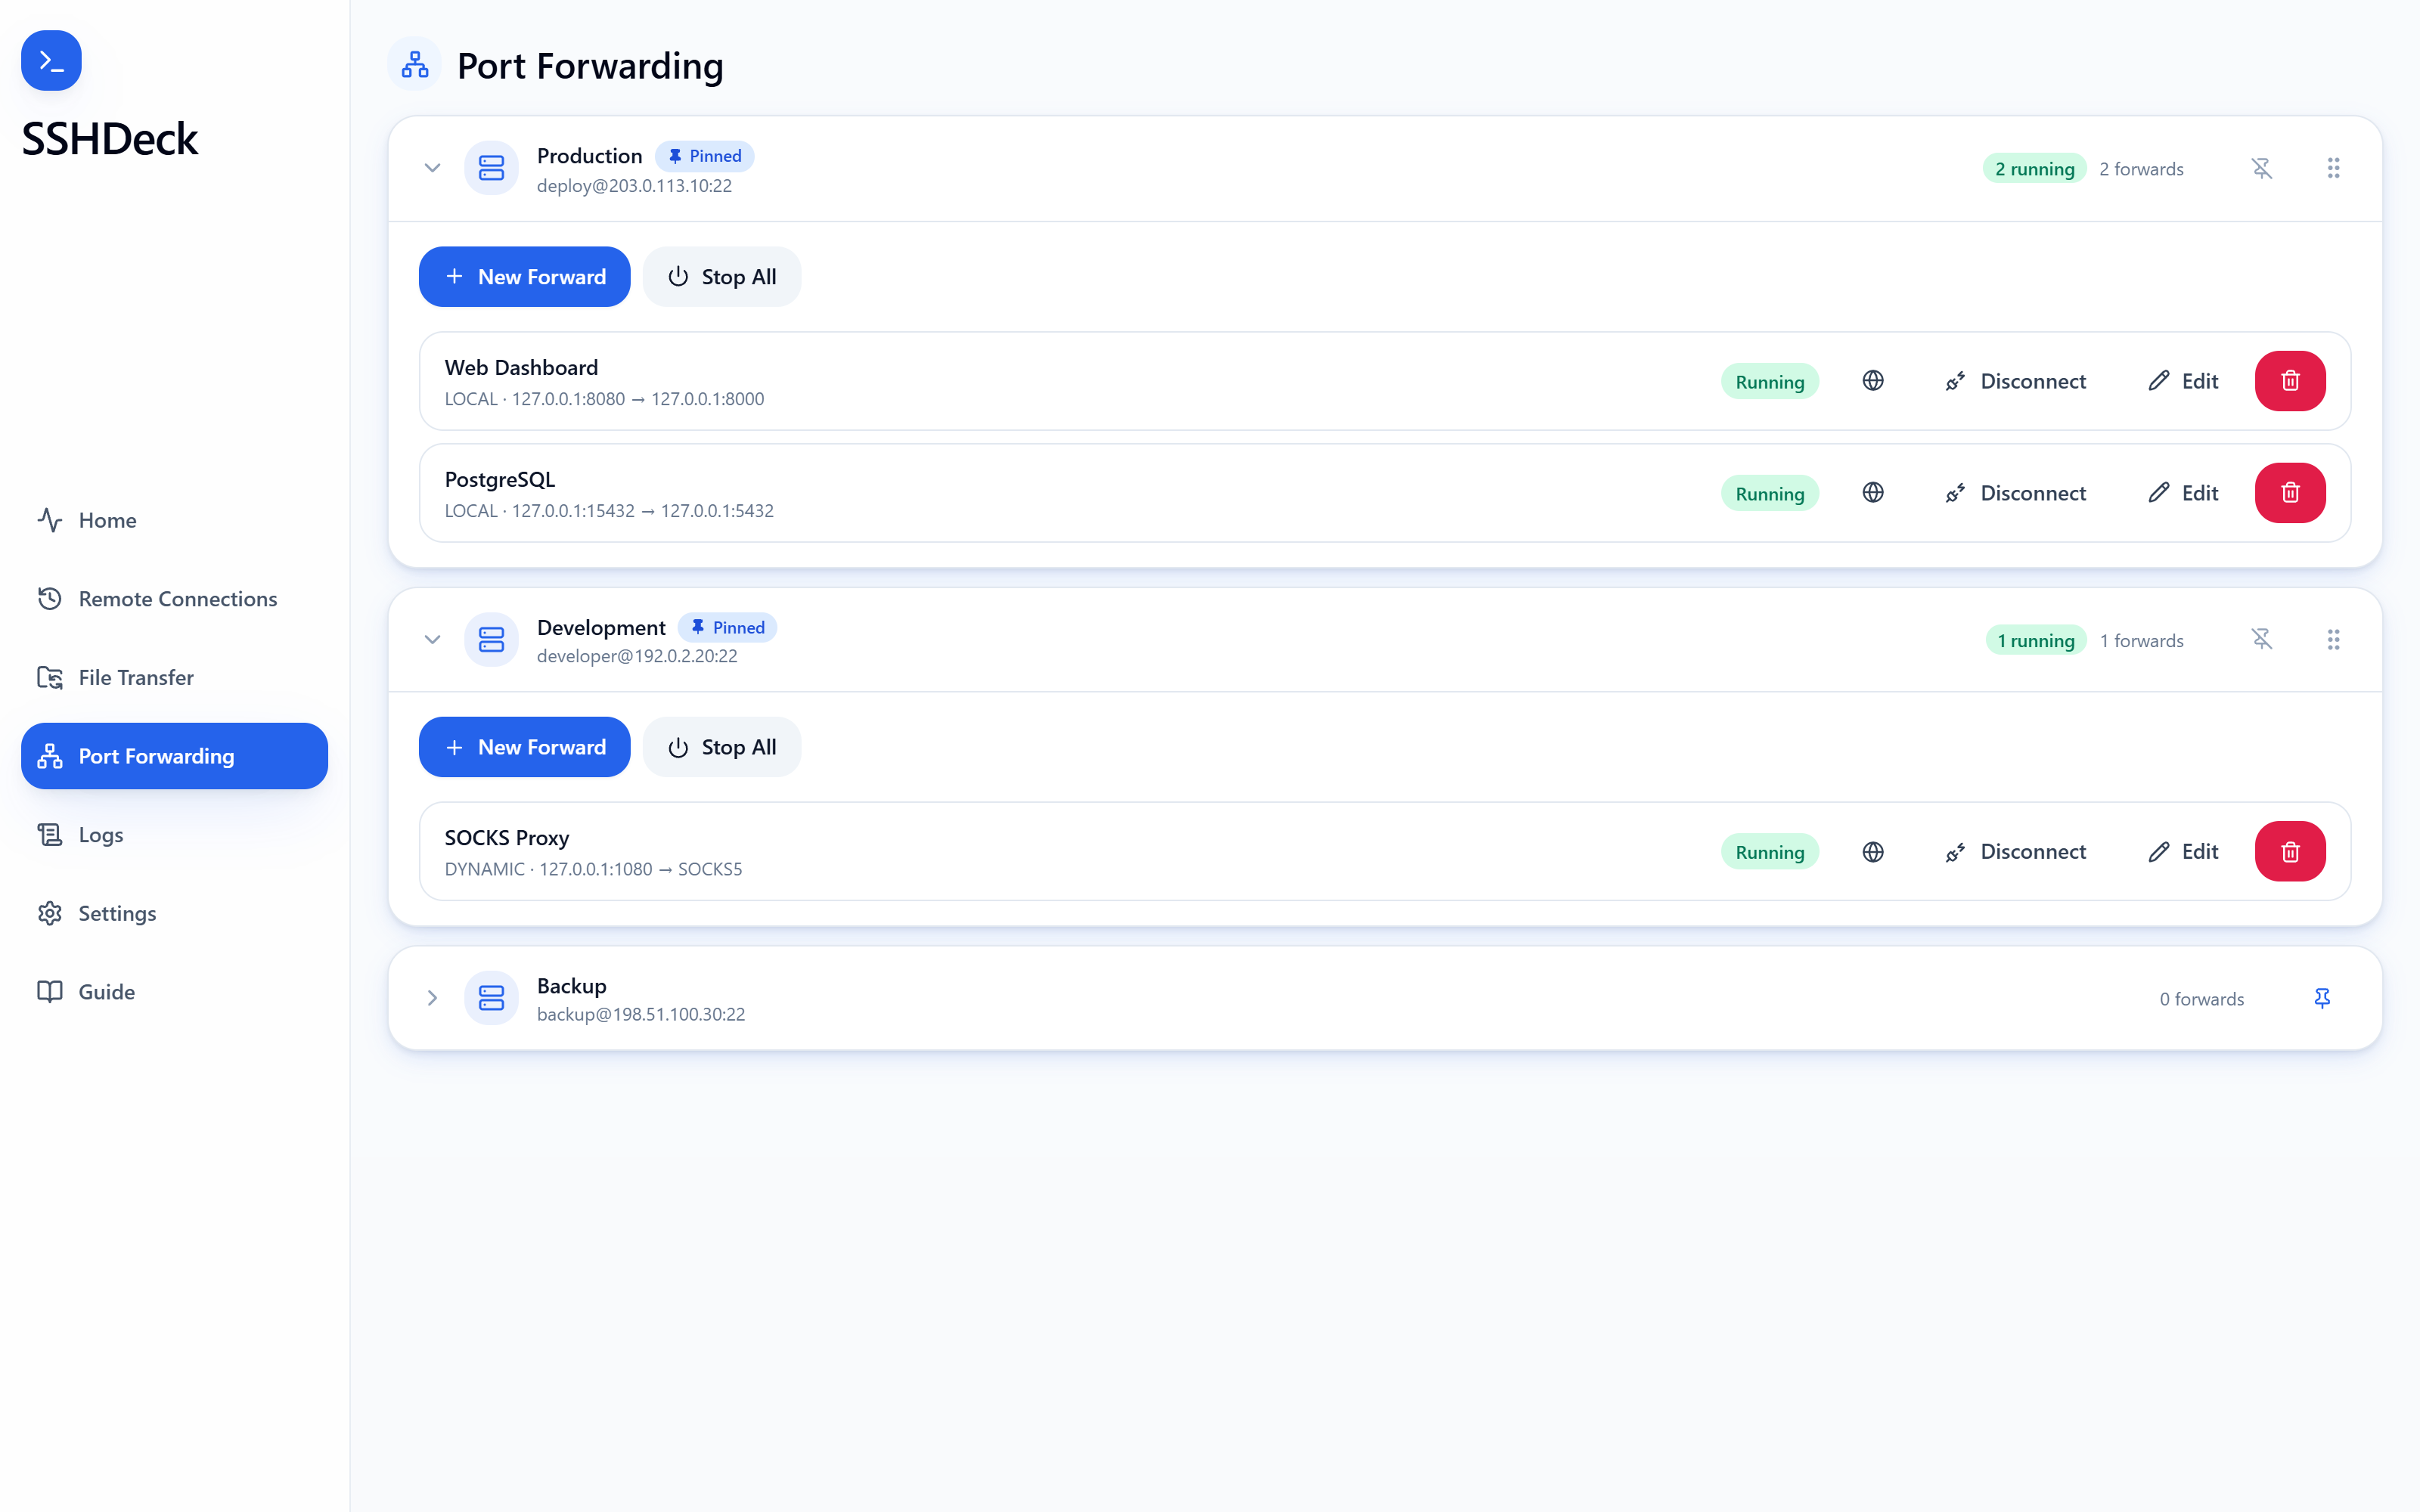 SSHDeck
Home
Remote Connections
File Transfer
Port Forwarding
Logs
Settings
Guide
Port Forwarding
Production Pinned
deploy@203.0.113.10:22
2 running 2 forwards
New Forward Stop All
Web Dashboard
LOCAL · 127.0.0.1:8080 → 127.0.0.1:8000
Running Disconnect Edit
PostgreSQL
LOCAL · 127.0.0.1:15432 → 127.0.0.1:5432
Running Disconnect Edit
Development Pinned
developer@192.0.2.20:22
1 running 1 forwards
New Forward Stop All
SOCKS Proxy
DYNAMIC · 127.0.0.1:1080 → SOCKS5
Running Disconnect Edit
Backup
backup@198.51.100.30:22
0 forwards